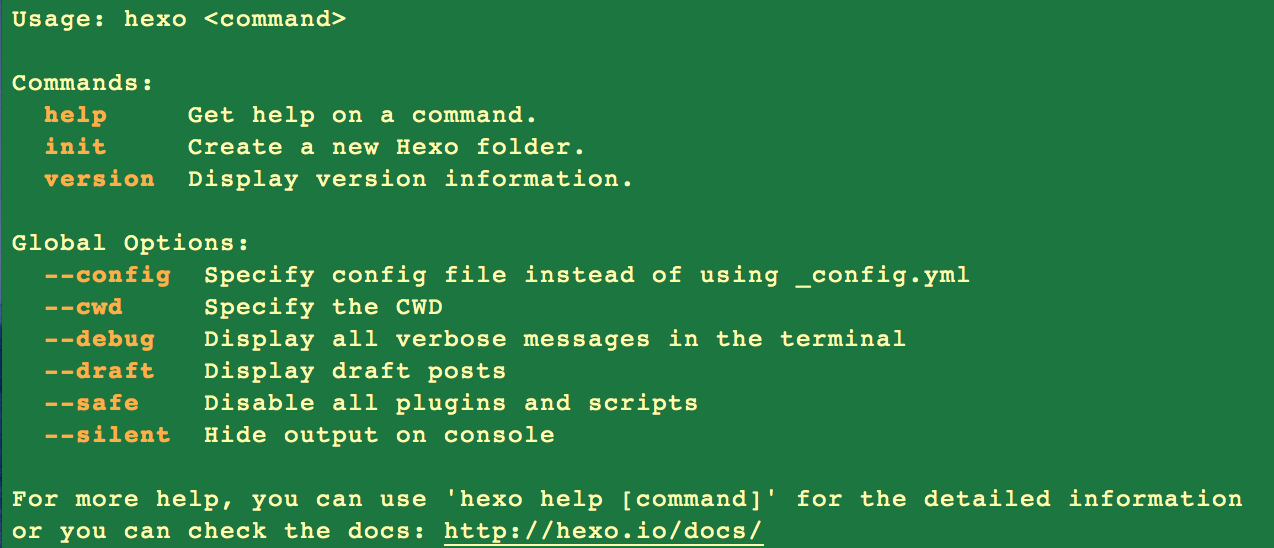 Usage: hexo <command>
Commands:
help Get help on a command.
init Create a new Hexo folder.
version Display version information.
Global Options:
--config Specify config file instead of using _config.yml
--cwd Specify the CWD
--debug Display all verbose messages in the terminal
--draft Display draft posts
--safe Disable all plugins and scripts
--silent Hide output on console
For more help, you can use 'hexo help [command]' for the detailed information
or you can check the docs: http://hexo.io/docs/